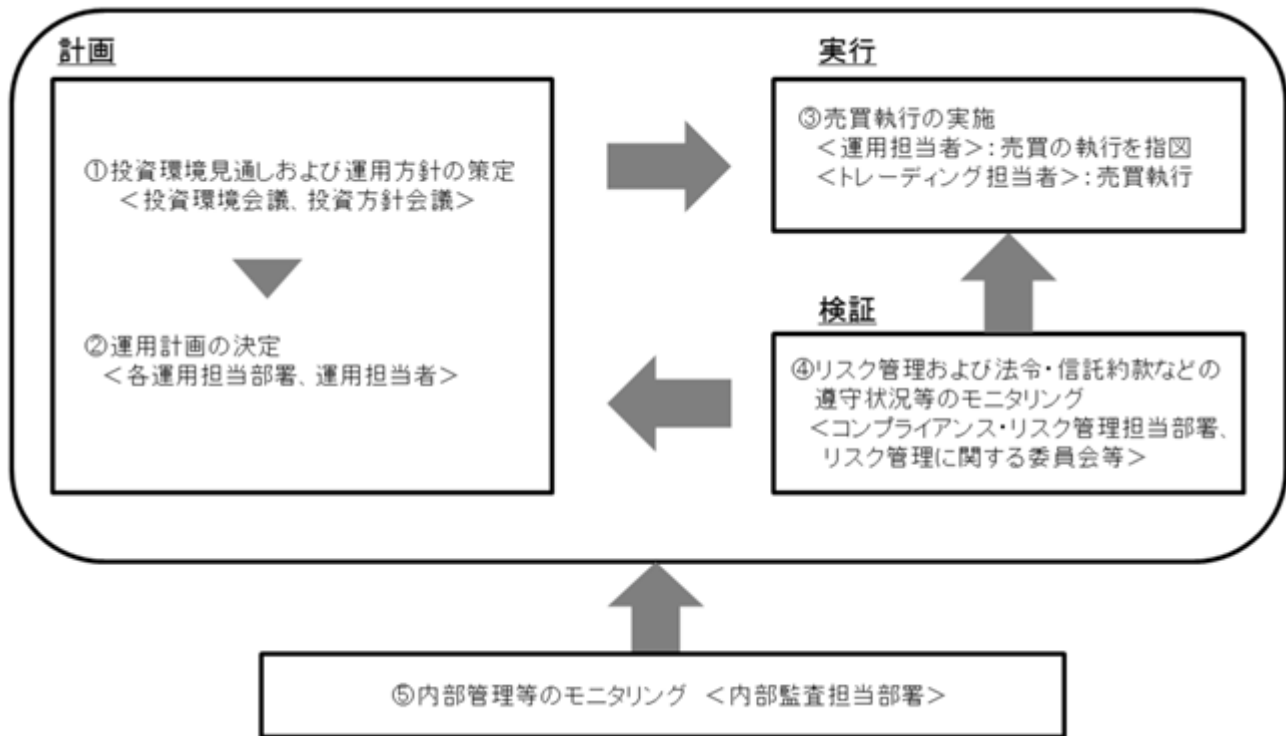 計画
①投資環境見通しおよび運用方針の策定
＜投資環境会議、投資方針会議＞
②運用計画の決定
＜各運用担当部署、運用担当者＞
実行
③売買執行の実施
＜運用担当者＞：売買の執行を指図
＜トレーディング担当者＞：売買執行
検証
④リスク管理および法令・信託約款などの
遵守状況等のモニタリング
＜コンプライアンス・リスク管理担当部署、
リスク管理に関する委員会等＞
⑤内部管理等のモニタリング ＜内部監査担当部署＞